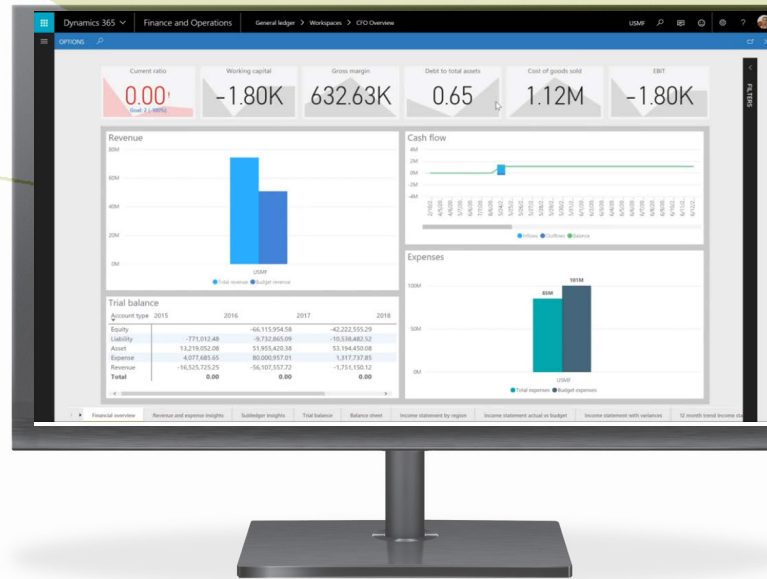 Dynamics 365
Finance and Operations
General ledger > Workspaces > CFO Overview
USMF
?
OPTIONS
FILTERS
Current ratio
0.00!
Goal: 2 (-100%)
Working capital
-1.80K
Gross margin
632.63K
Debt to total assets
0.65
Cost of goods sold
1.12M
EBIT
-1.80K
Revenue
80M
60M
40M
20M
0M
USMF
Total revenue Budget revenue
Cash flow
4M
2M
0M
-2M
-4M
Inflows Outflows Balance
Expenses
100M
50M
0M
83M
101M
USMF
Total expenses Budget expenses
Trial balance
Account type 2015 2016 2017 2018
Equity -66,115,954.58 -42,222,555.29
Liability -771,012.48 -9,732,865.09 -10,538,482.52
Asset 13,219,052.08 51,955,420.38 53,194,450.08
Expense 4,077,685.65 80,000,957.01 1,317,737.85
Revenue -16,525,725.25 -56,107,557.72 -1,751,150.12
Total 0.00 0.00 0.00
Financial overview
Revenue and expense insights
Subledger insights
Trial balance
Balance sheet
Income statement by region
Income statement actual vs budget
Income statement with variances
12 month trend income sta